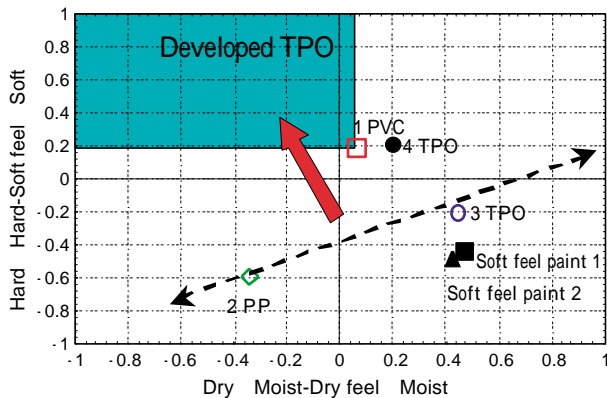 1
0.8
0.6
0.4
0.2
0
-0.2
-0.4
-0.6
-0.8
-1
Hard Hard-Soft feel Soft
Developed TPO
1 PVC
4 TPO
3 TPO
Soft feel paint 1
Soft feel paint 2
2 PP
-1 -0.8 -0.6 -0.4 -0.2 0 0.2 0.4 0.6 0.8 1
Dry Moist-Dry feel Moist